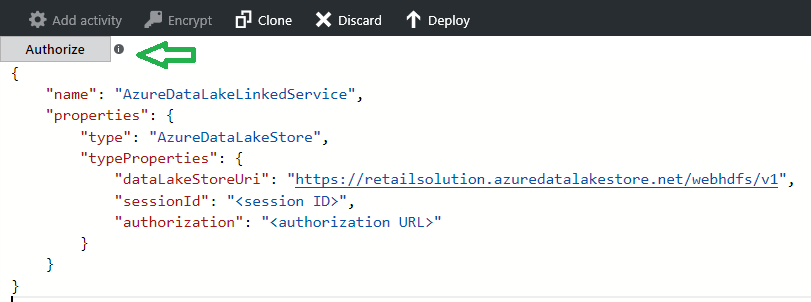 Add activity Encrypt Clone Discard Deploy
Authorize
{
    "name": "AzureDataLakeLinkedService",
    "properties": {
        "type": "AzureDataLakeStore",
        "typeProperties": {
            "dataLakeStoreUri": "https://retailsolution.azuredatalakestore.net/webhdfs/v1",
            "sessionId": "<session ID>",
            "authorization": "<authorization URL>"
        }
    }
}